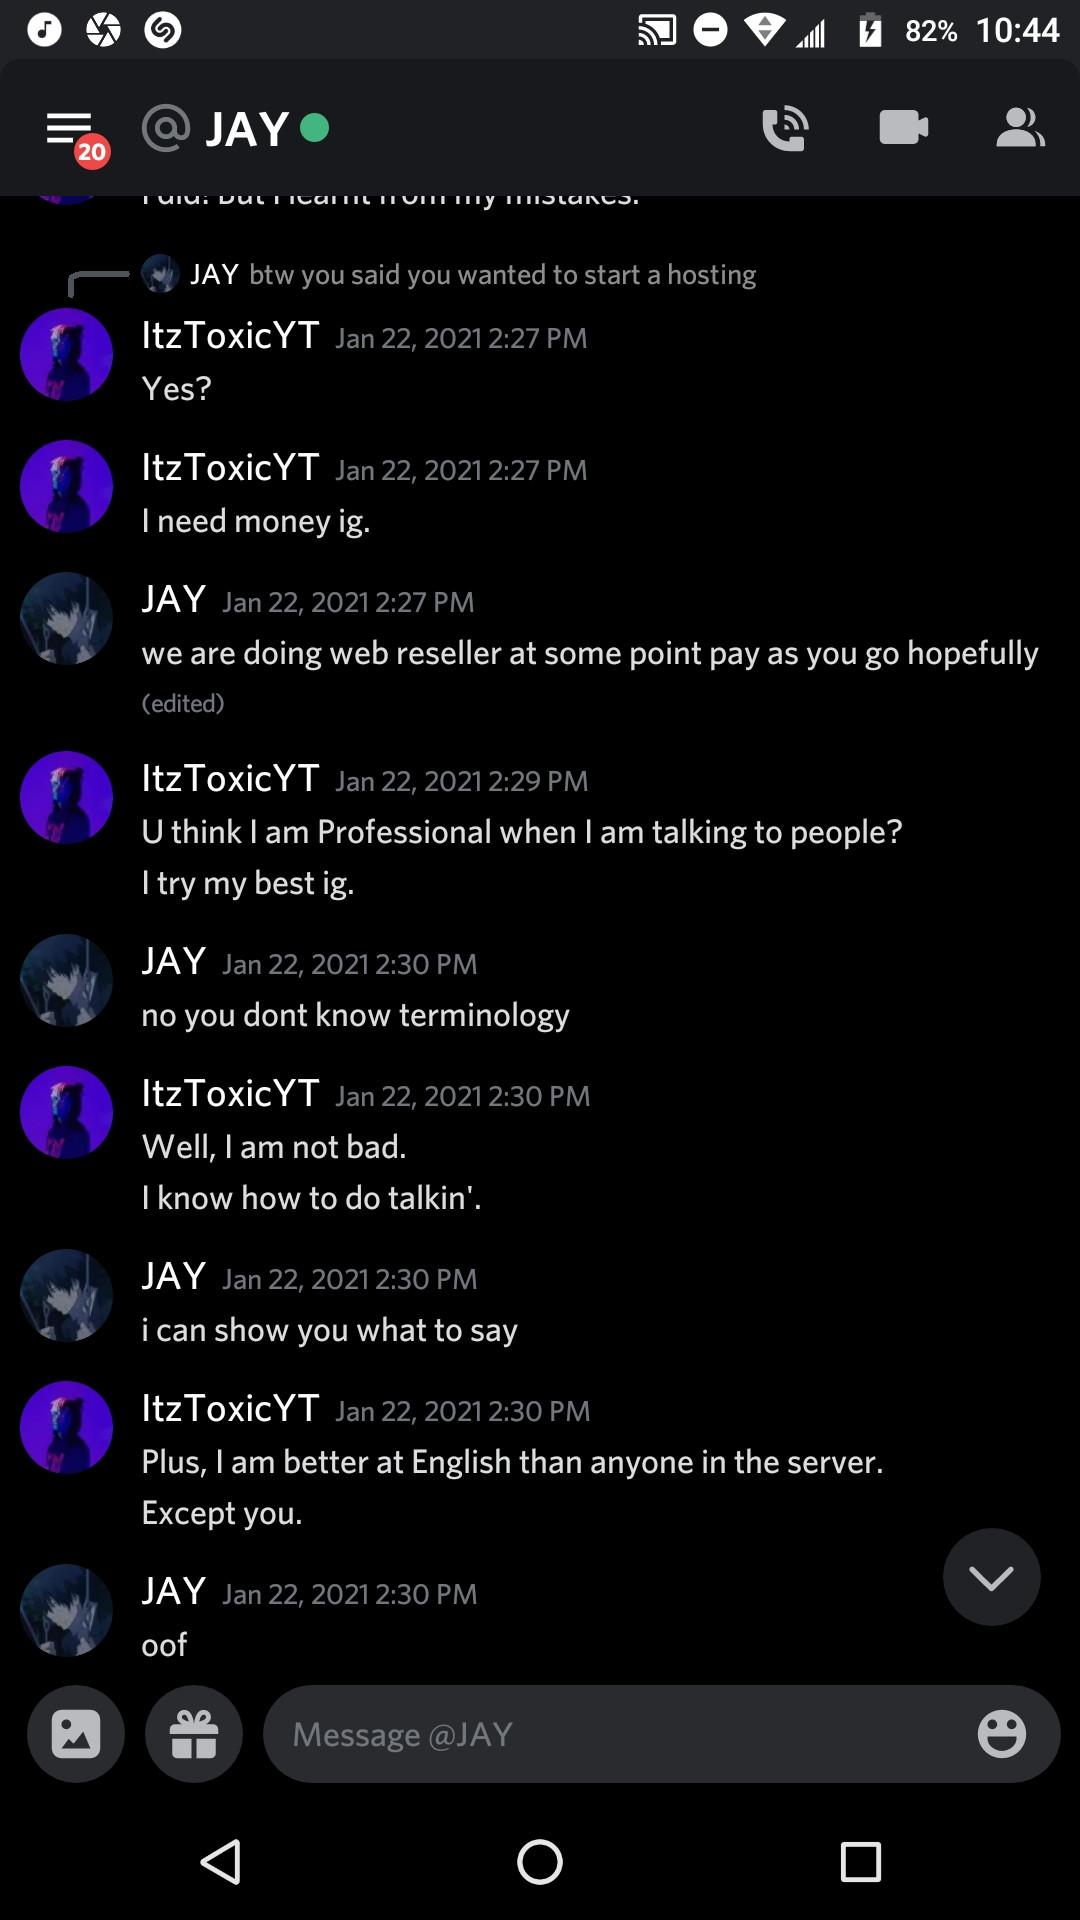 82% 10:44
20
@ JAY
I did! But I learnt from my mistakes.
JAY btw you said you wanted to start a hosting
ItzToxicYT Jan 22, 2021 2:27 PM
Yes?
ItzToxicYT Jan 22, 2021 2:27 PM
I need money ig.
JAY Jan 22, 2021 2:27 PM
we are doing web reseller at some point pay as you go hopefully
(edited)
ItzToxicYT Jan 22, 2021 2:29 PM
U think I am Professional when I am talking to people?
I try my best ig.
JAY Jan 22, 2021 2:30 PM
no you dont know terminology
ItzToxicYT Jan 22, 2021 2:30 PM
Well, I am not bad.
I know how to do talkin'.
JAY Jan 22, 2021 2:30 PM
i can show you what to say
ItzToxicYT Jan 22, 2021 2:30 PM
Plus, I am better at English than anyone in the server.
Except you.
JAY Jan 22, 2021 2:30 PM
oof
Message @JAY